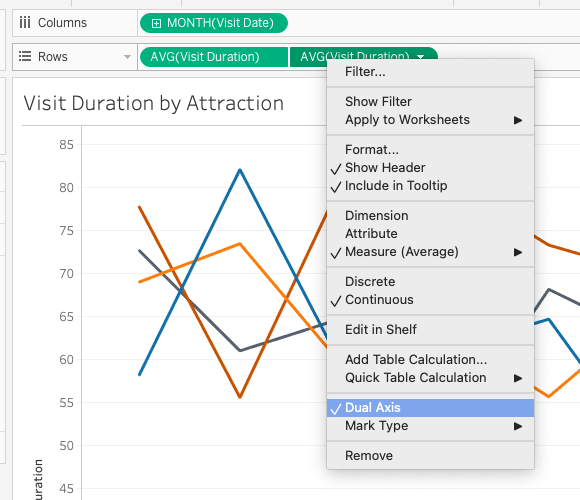 Columns
MONTH(Visit Date)
Rows
AVG(Visit Duration)
AVG(Visit Duration)
Visit Duration by Attraction
85
80
75
70
65
60
55
50
45
Filter...
Show Filter
Apply to Worksheets
Format...
Show Header
Include in Tooltip
Dimension
Attribute
Measure (Average)
Discrete
Continuous
Edit in Shelf
Add Table Calculation...
Quick Table Calculation
Dual Axis
Mark Type
Remove